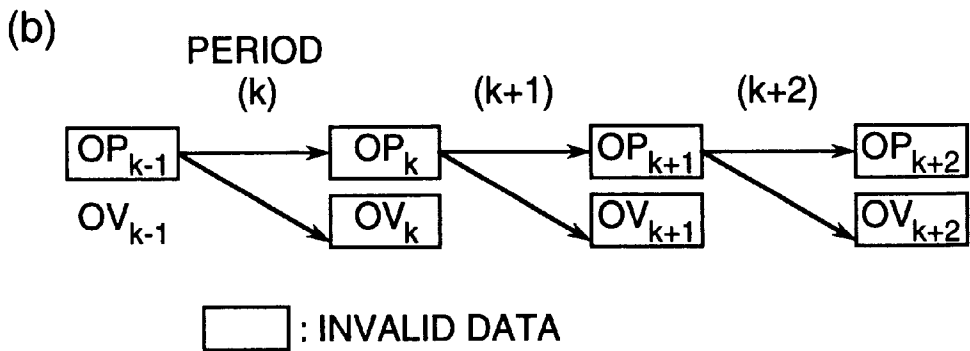 (b)
PERIOD
(k) (k+1) (k+2)
OPk-1 OPk OPk+1 OPk+2
OVk-1 OVk OVk+1 OVk+2
: INVALID DATA